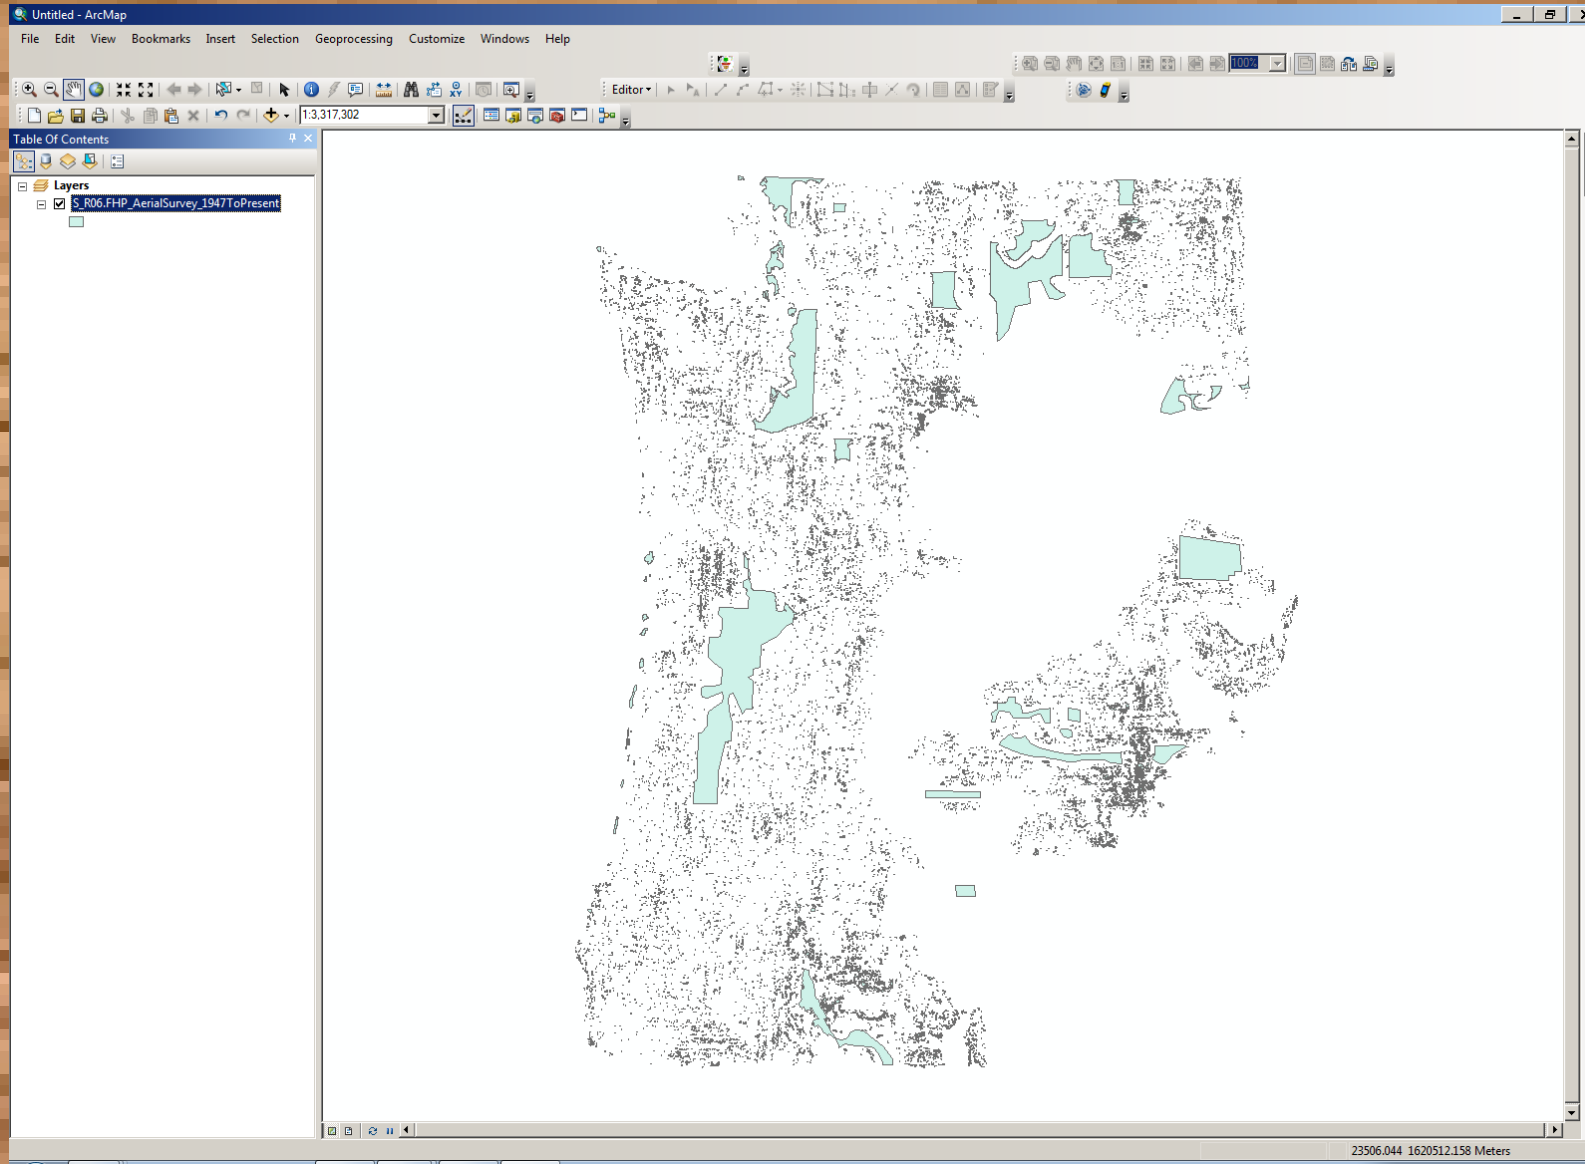 Untitled - ArcMap
File Edit View Bookmarks Insert Selection Geoprocessing Customize Windows Help
100%
Editor
1:3,317,302
Table Of Contents
Layers
S_R06.FHP_AerialSurvey_1947ToPresent
23506.044 1620512.158 Meters